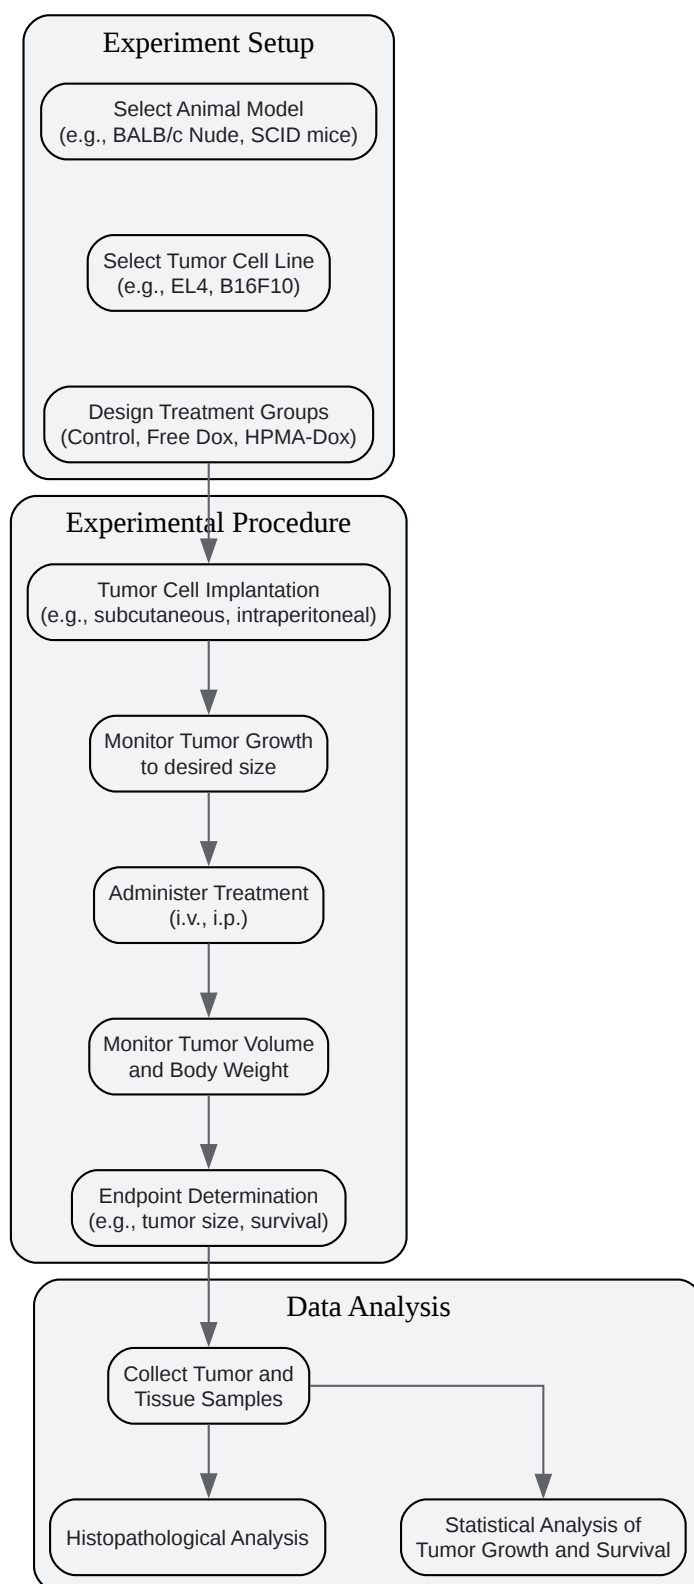 Experiment Setup
Select Animal Model
(e.g., BALB/c Nude, SCID mice)
Select Tumor Cell Line
(e.g., EL4, B16F10)
Design Treatment Groups
(Control, Free Dox, HPMA-Dox)
Experimental Procedure
Tumor Cell Implantation
(e.g., subcutaneous, intraperitoneal)
Monitor Tumor Growth
to desired size
Administer Treatment
(i.v., i.p.)
Monitor Tumor Volume
and Body Weight
Endpoint Determination
(e.g., tumor size, survival)
Data Analysis
Collect Tumor and
Tissue Samples
Histopathological Analysis
Statistical Analysis of
Tumor Growth and Survival